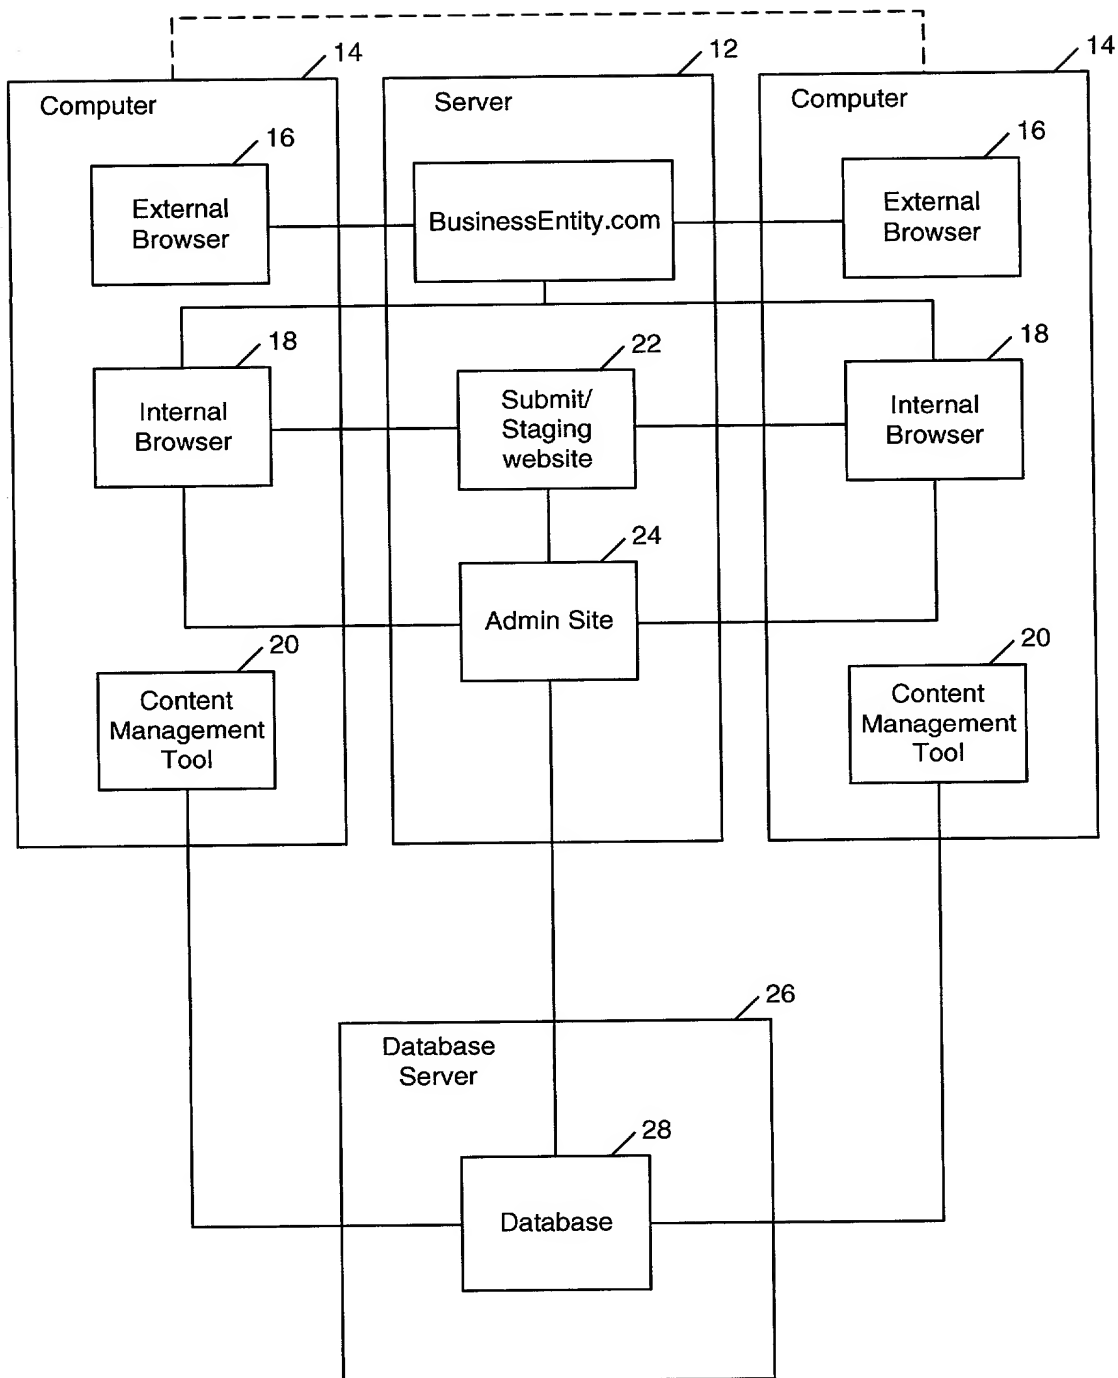 14
12
14
Computer
Server
Computer
16
16
External
Browser
BusinessEntity.com
External
Browser
18
22
18
Internal
Browser
Submit/
Staging
website
Internal
Browser
24
Admin Site
20
20
Content
Management
Tool
Content
Management
Tool
26
Database
Server
28
Database